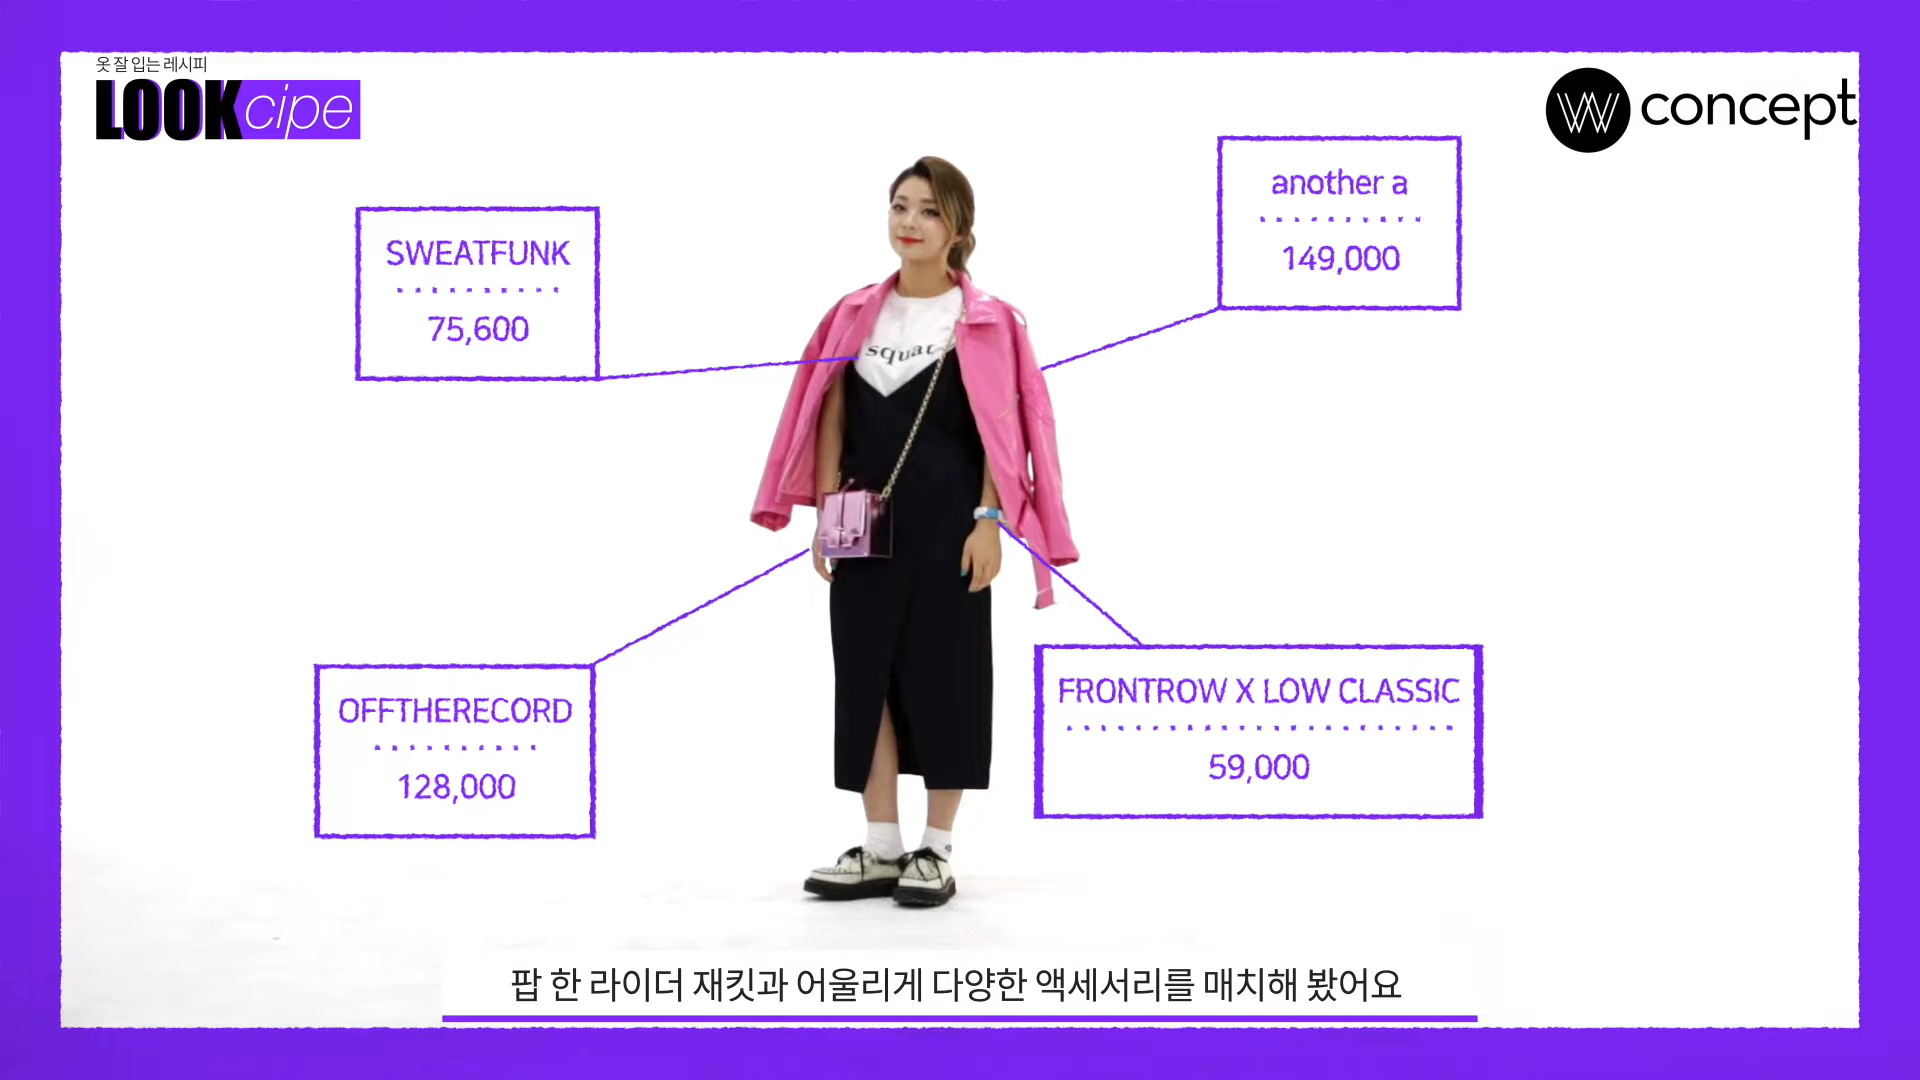 옷 잘 입는 레시피
LOOKcipe
W concept
another a
149,000
SWEATFUNK
75,600
squat
OFFTHERECORD
128,000
FRONTROW X LOW CLASSIC
59,000
팝 한 라이더 재킷과 어울리게 다양한 액세서리를 매치해 봤어요